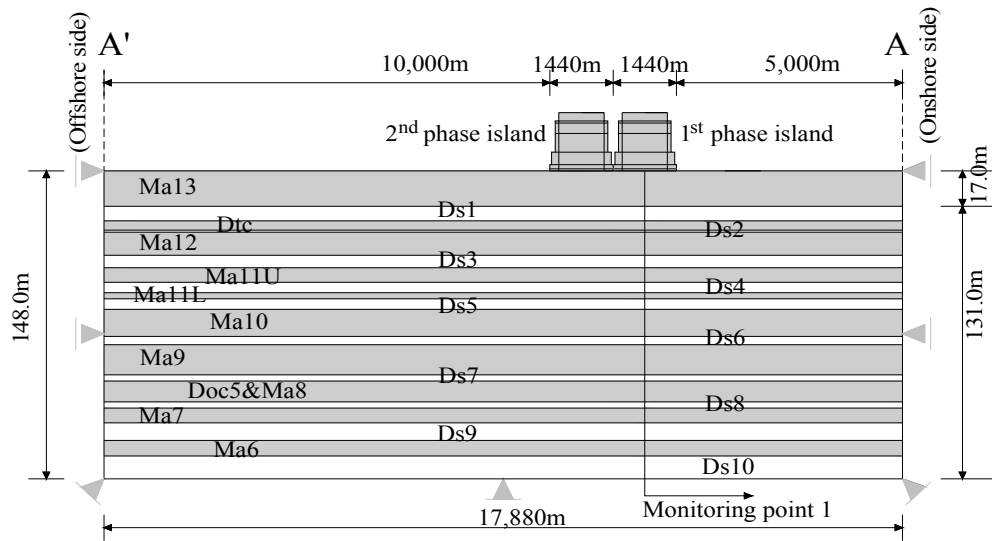 A'
A
(Offshore side)
(Onshore side)
10,000m
1440m
1440m
5,000m
2nd phase island
1st phase island
17.0m
131.0m
148.0m
Ma13
Ds1
Dtc
Ds2
Ma12
Ds3
Ma11U
Ds4
Ma11L
Ds5
Ma10
Ds6
Ma9
Ds7
Doc5&Ma8
Ds8
Ma7
Ds9
Ma6
Ds10
Monitoring point 1
17,880m